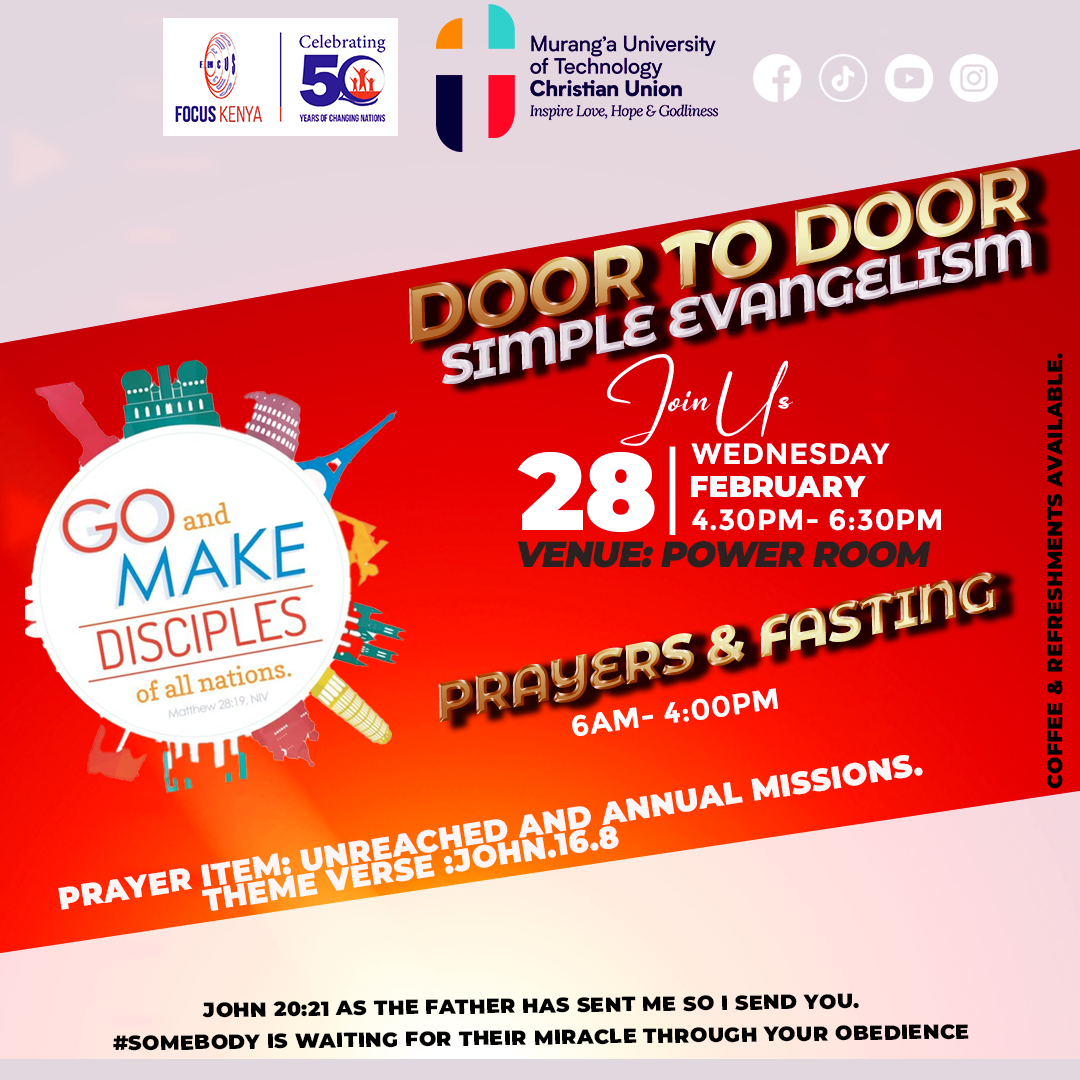 FOCUS
FOCUS KENYA
Celebrating
50
YEARS OF CHANGING NATIONS
Murang'a University
of Technology
Christian Union
Inspire Love, Hope & Godliness
DOOR TO DOOR
SIMPLE EVANGELISM
Join Us
28
WEDNESDAY
FEBRUARY
4.30PM- 6:30PM
VENUE: POWER ROOM
GO and
MAKE
DISCIPLES
of all nations.
Matthew 28:19, NIV
PRAYERS & FASTING
6AM- 4:00PM
COFFEE & REFRESHMENTS AVAILABLE.
PRAYER ITEM: UNREACHED AND ANNUAL MISSIONS.
THEME VERSE :JOHN.16.8
JOHN 20:21 AS THE FATHER HAS SENT ME SO I SEND YOU.
#SOMEBODY IS WAITING FOR THEIR MIRACLE THROUGH YOUR OBEDIENCE